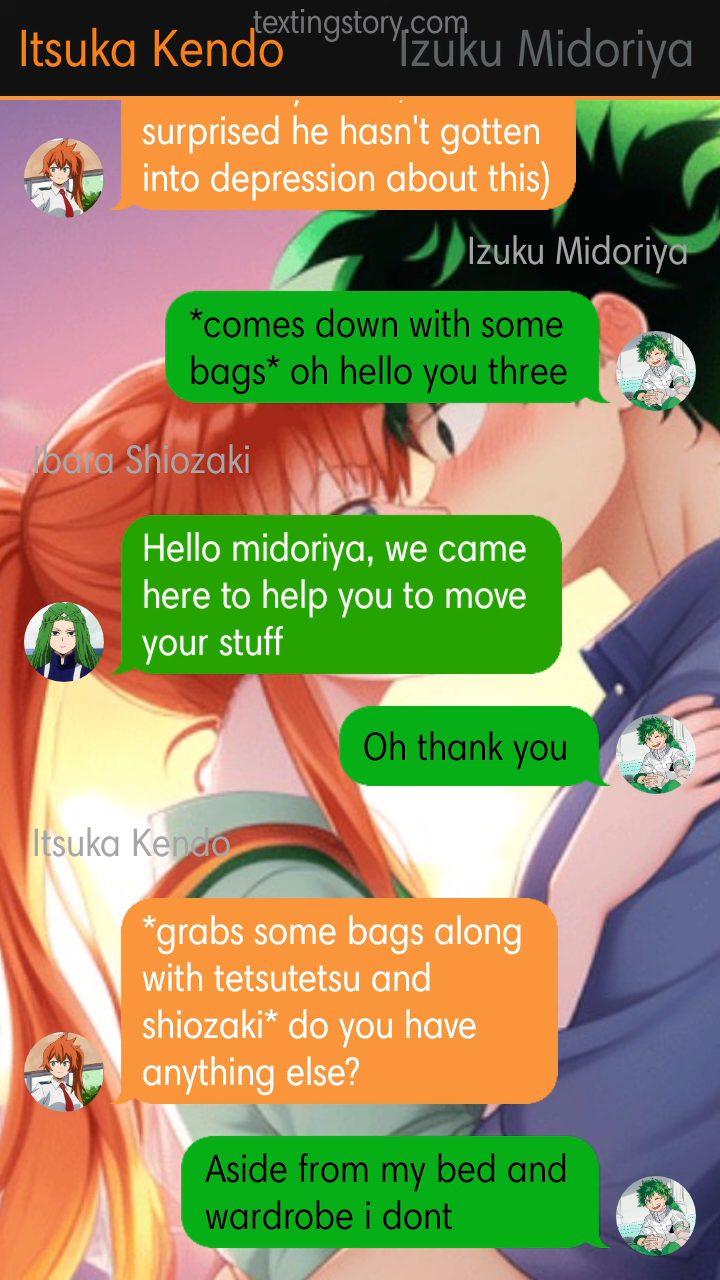 textingstory.com
Itsuka Kendo
Izuku Midoriya
surprised he hasn't gotten
into depression about this)
Izuku Midoriya
*comes down with some
bags* oh hello you three
Ibara Shiozaki
Hello midoriya, we came
here to help you to move
your stuff
Oh thank you
Itsuka Kendo
*grabs some bags along
with tetsutetsu and
shiozaki* do you have
anything else?
Aside from my bed and
wardrobe i dont